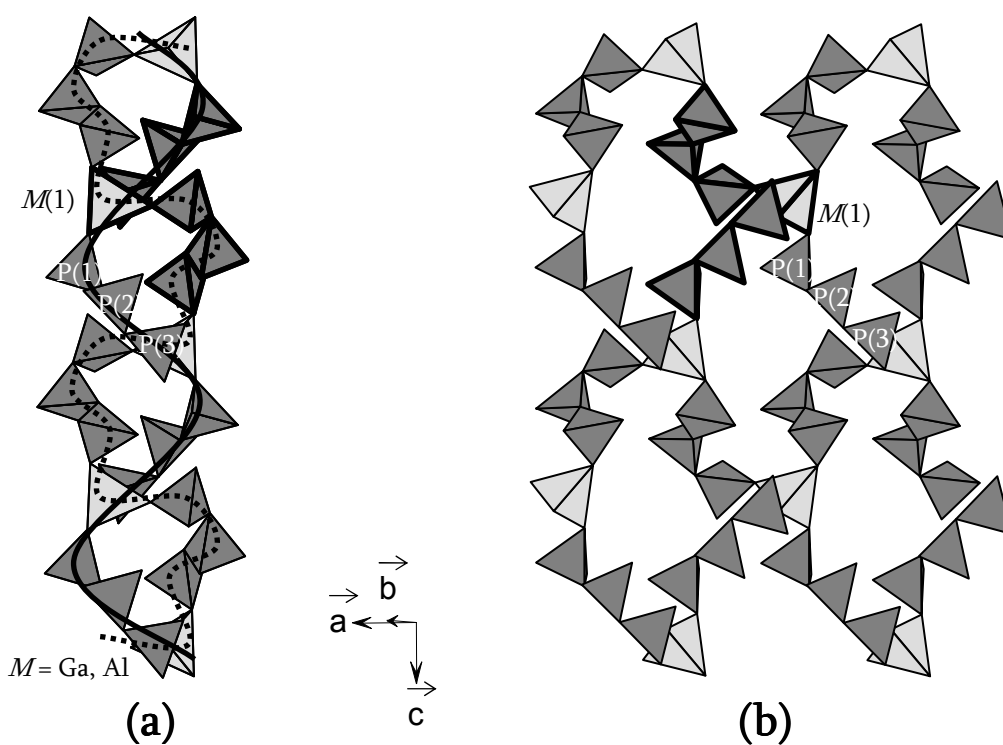 M(1)
P(1)
P(2
P(3)
M = Ga, Al
(a)
a
b
c
M(1)
P(1)
P(2
P(3)
(b)